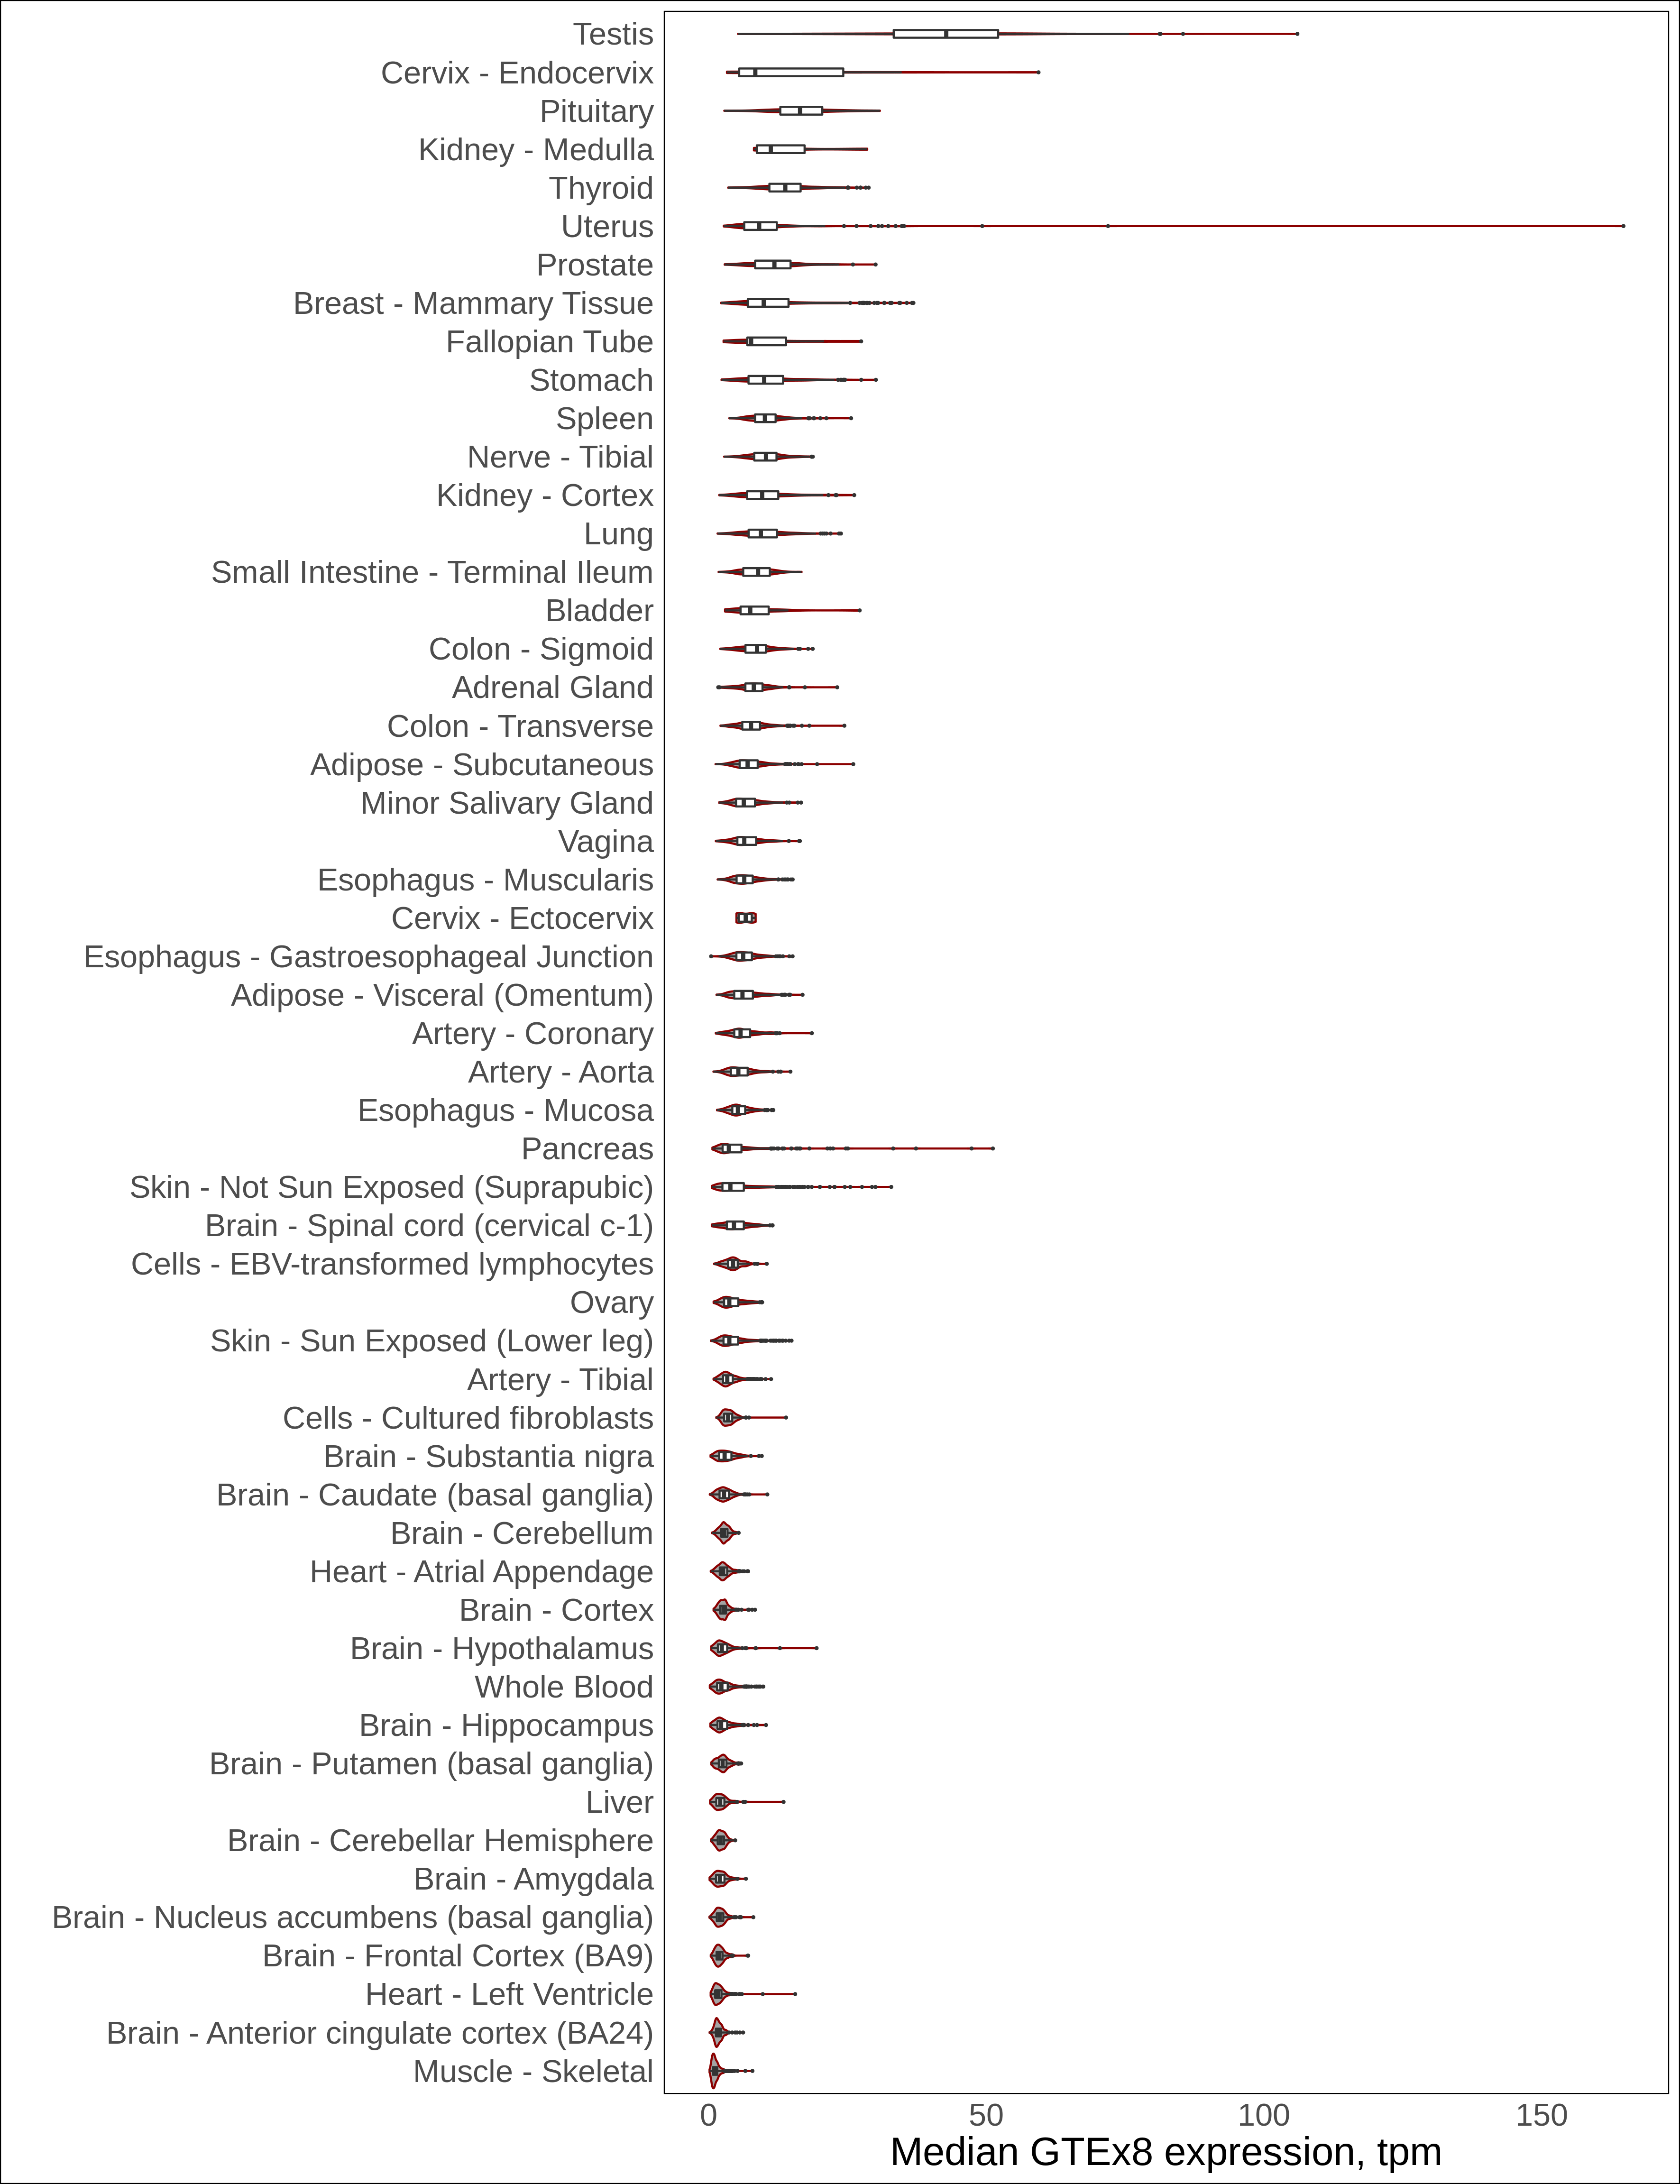 Testis
Cervix - Endocervix
Pituitary
Kidney - Medulla
Thyroid
Uterus
Prostate
Breast - Mammary Tissue
Fallopian Tube
Stomach
Spleen
Nerve - Tibial
Kidney - Cortex
Lung
Small Intestine - Terminal Ileum
Bladder
Colon - Sigmoid
Adrenal Gland
Colon - Transverse
Adipose - Subcutaneous
Minor Salivary Gland
Vagina
Esophagus - Muscularis
Cervix - Ectocervix
Esophagus - Gastroesophageal Junction
Adipose - Visceral (Omentum)
Artery - Coronary
Artery - Aorta
Esophagus - Mucosa
Pancreas
Skin - Not Sun Exposed (Suprapubic)
Brain - Spinal cord (cervical c-1)
Cells - EBV-transformed lymphocytes
Ovary
Skin - Sun Exposed (Lower leg)
Artery - Tibial
Cells - Cultured fibroblasts
Brain - Substantia nigra
Brain - Caudate (basal ganglia)
Brain - Cerebellum
Heart - Atrial Appendage
Brain - Cortex
Brain - Hypothalamus
Whole Blood
Brain - Hippocampus
Brain - Putamen (basal ganglia)
Liver
Brain - Cerebellar Hemisphere
Brain - Amygdala
Brain - Nucleus accumbens (basal ganglia)
Brain - Frontal Cortex (BA9)
Heart - Left Ventricle
Brain - Anterior cingulate cortex (BA24)
Muscle - Skeletal
0 50 100 150
Median GTEx8 expression, tpm